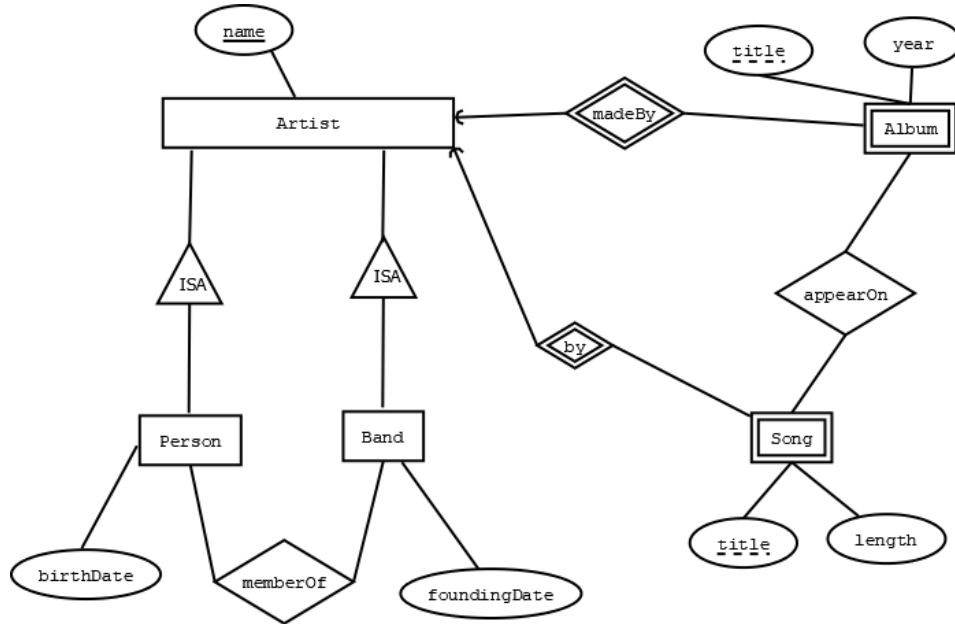 name
title
year
Artist
madeBy
Album
ISA
ISA
appearOn
by
Person
Band
Song
birthDate
memberOf
foundingDate
title
length